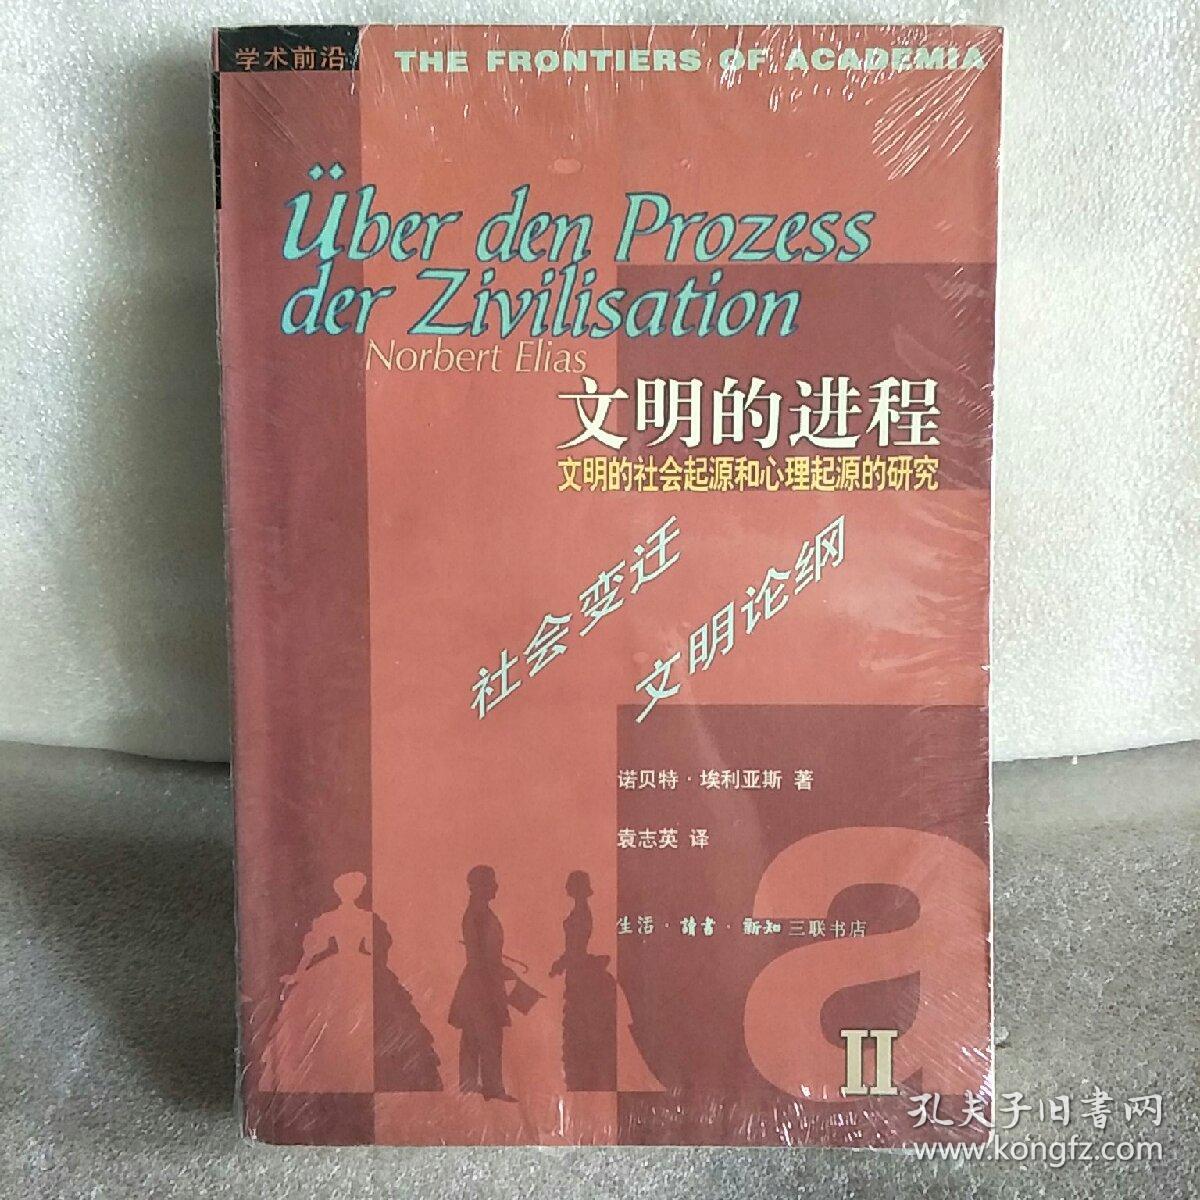 学术前沿
THE FRONTIERS OF ACADEMIA
Über den Prozess
der Zivilisation
Norbert Elias
文明的进程
文明的社会起源和心理起源的研究
社会变迁
文明论纲
诺贝特·埃利亚斯 著
袁志英 译
生活·讀書·新知三联书店
a
II
孔夫子旧书网
www.kongfz.com